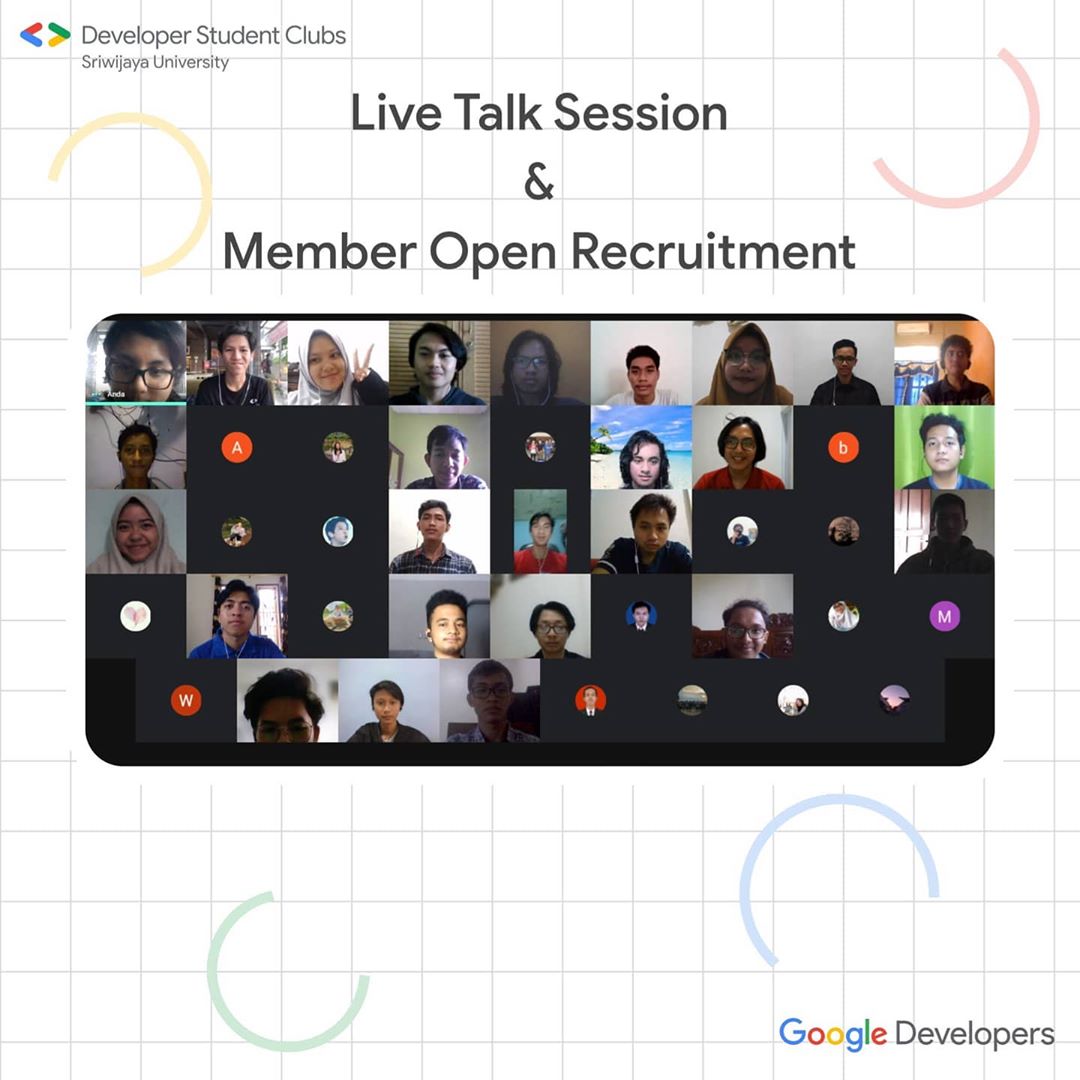 Developer Student Clubs
Sriwijaya University
Live Talk Session
&
Member Open Recruitment
Anda
A
b
M
W
Google Developers